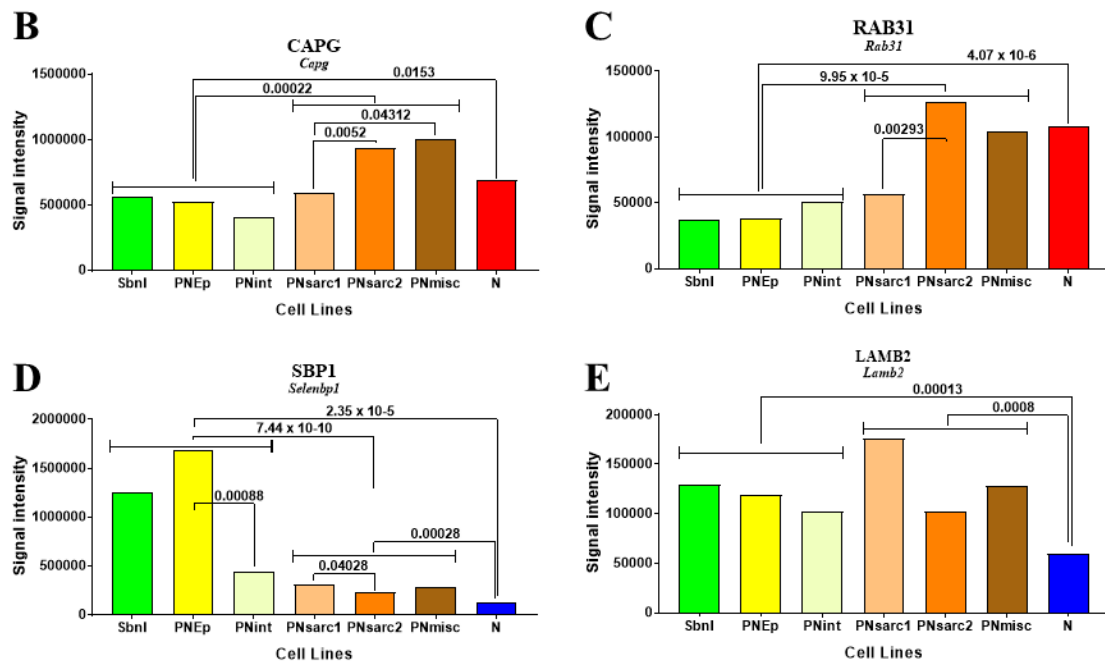 B
CAPG
Capg
Signal intensity
1500000
1000000
500000
0
0.0153
0.00022
0.04312
0.0052
SbnI PNEp PNint PNsarc1 PNsarc2 PNmisc N
Cell Lines
C
RAB31
Rab31
Signal intensity
150000
100000
50000
0
4.07 x 10-6
9.95 x 10-5
0.00293
SbnI PNEp PNint PNsarc1 PNsarc2 PNmisc N
Cell Lines
D
SBP1
Selenbp1
Signal intensity
2000000
1500000
1000000
500000
0
2.35 x 10-5
7.44 x 10-10
0.00088
0.00028
0.04028
SbnI PNEp PNint PNsarc1 PNsarc2 PNmisc N
Cell Lines
E
LAMB2
Lamb2
Signal intensity
200000
150000
100000
50000
0
0.00013
0.0008
SbnI PNEp PNint PNsarc1 PNsarc2 PNmisc N
Cell Lines